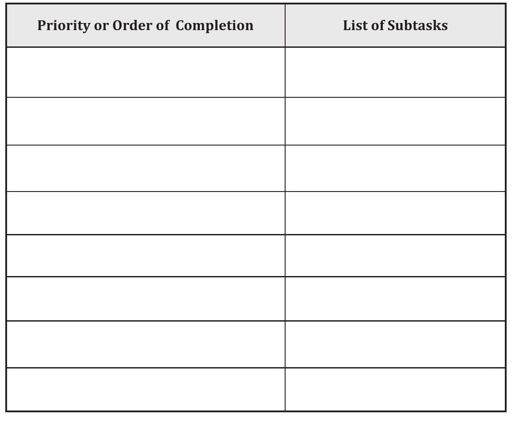 Priority or Order of  Completion
List of Subtasks